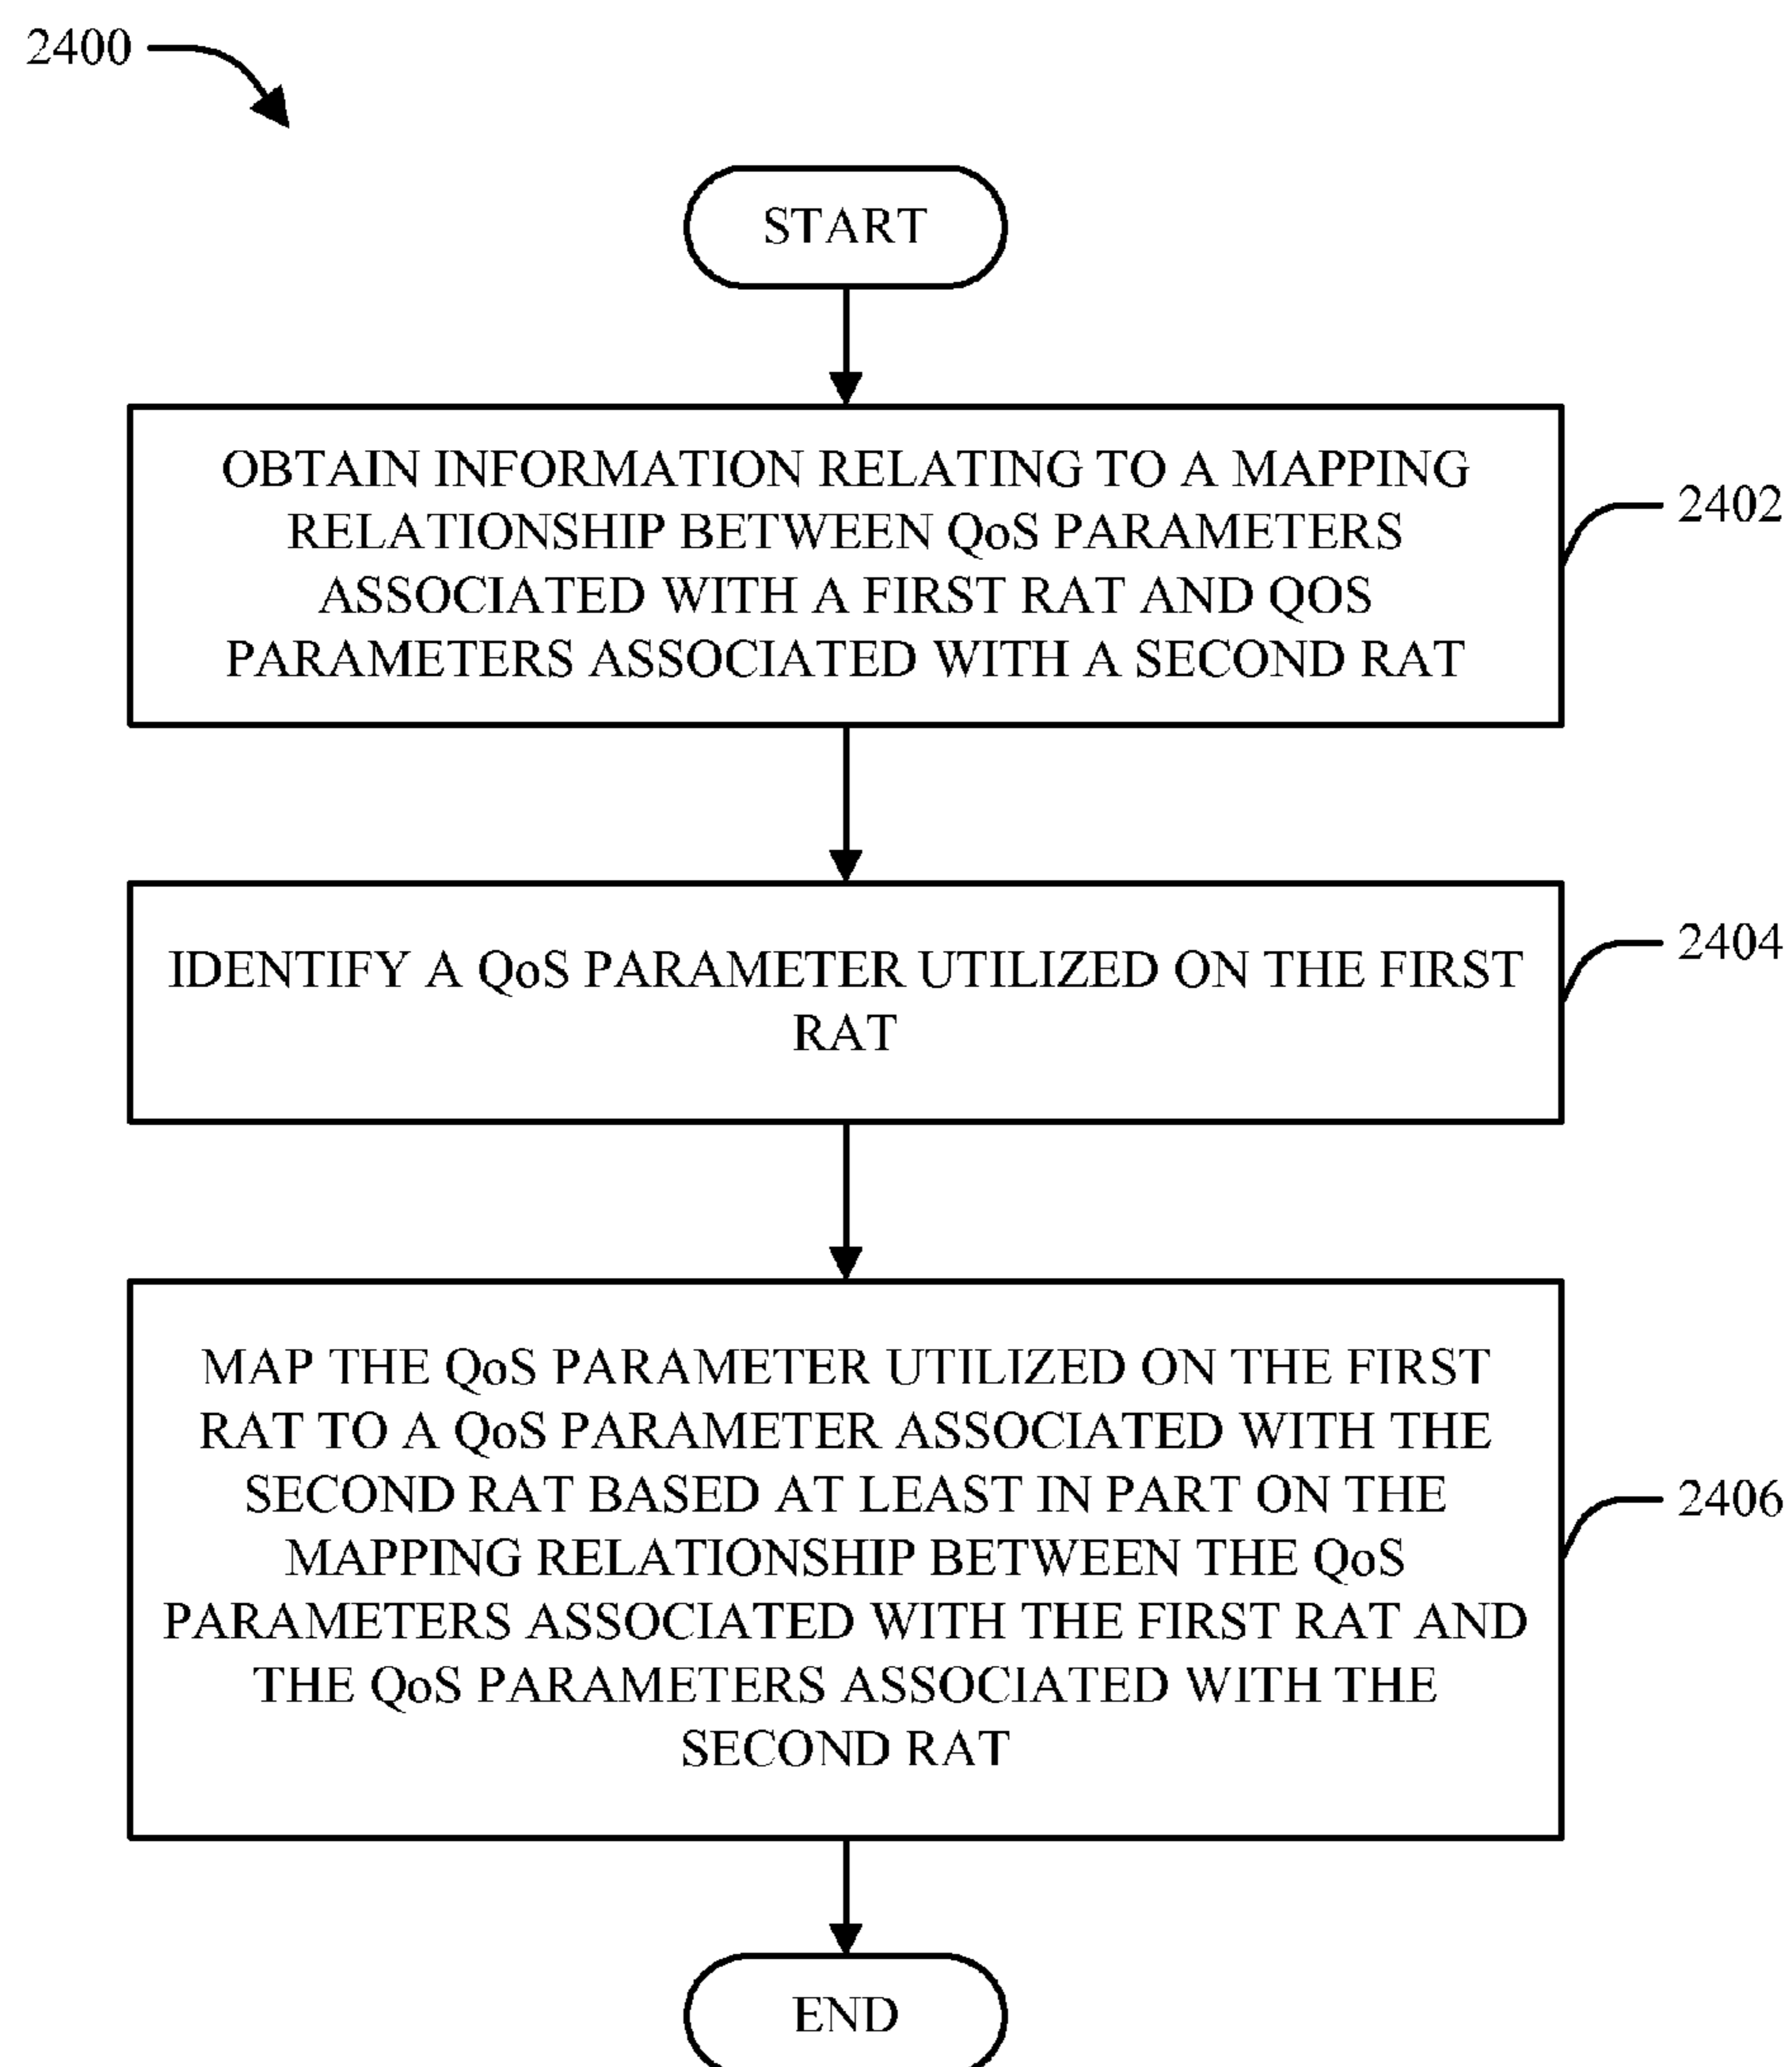 2400
START
OBTAIN INFORMATION RELATING TO A MAPPING
RELATIONSHIP BETWEEN QoS PARAMETERS
ASSOCIATED WITH A FIRST RAT AND QOS
PARAMETERS ASSOCIATED WITH A SECOND RAT
2402
IDENTIFY A QoS PARAMETER UTILIZED ON THE FIRST
RAT
2404
MAP THE QoS PARAMETER UTILIZED ON THE FIRST
RAT TO A QoS PARAMETER ASSOCIATED WITH THE
SECOND RAT BASED AT LEAST IN PART ON THE
MAPPING RELATIONSHIP BETWEEN THE QoS
PARAMETERS ASSOCIATED WITH THE FIRST RAT AND
THE QoS PARAMETERS ASSOCIATED WITH THE
SECOND RAT
2406
END